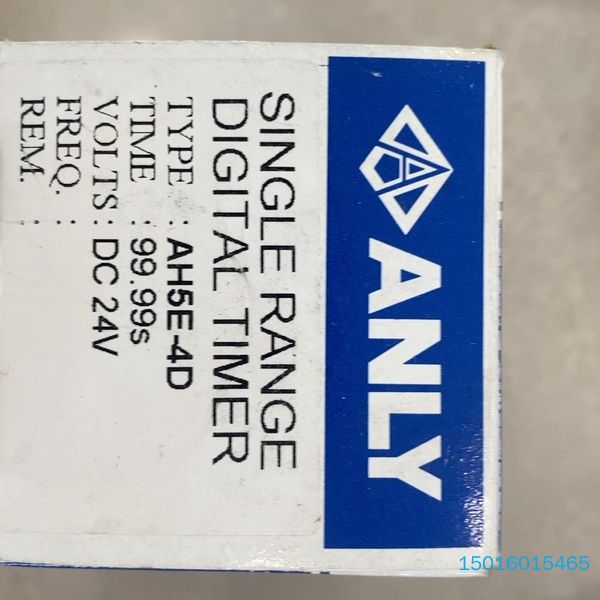 ANLY
SINGLE RANGE
DIGITAL TIMER
TYPE : AH5E-4D
TIME : 99.99s
VOLTS: DC 24V
FREQ. :
REM. :
15016015465